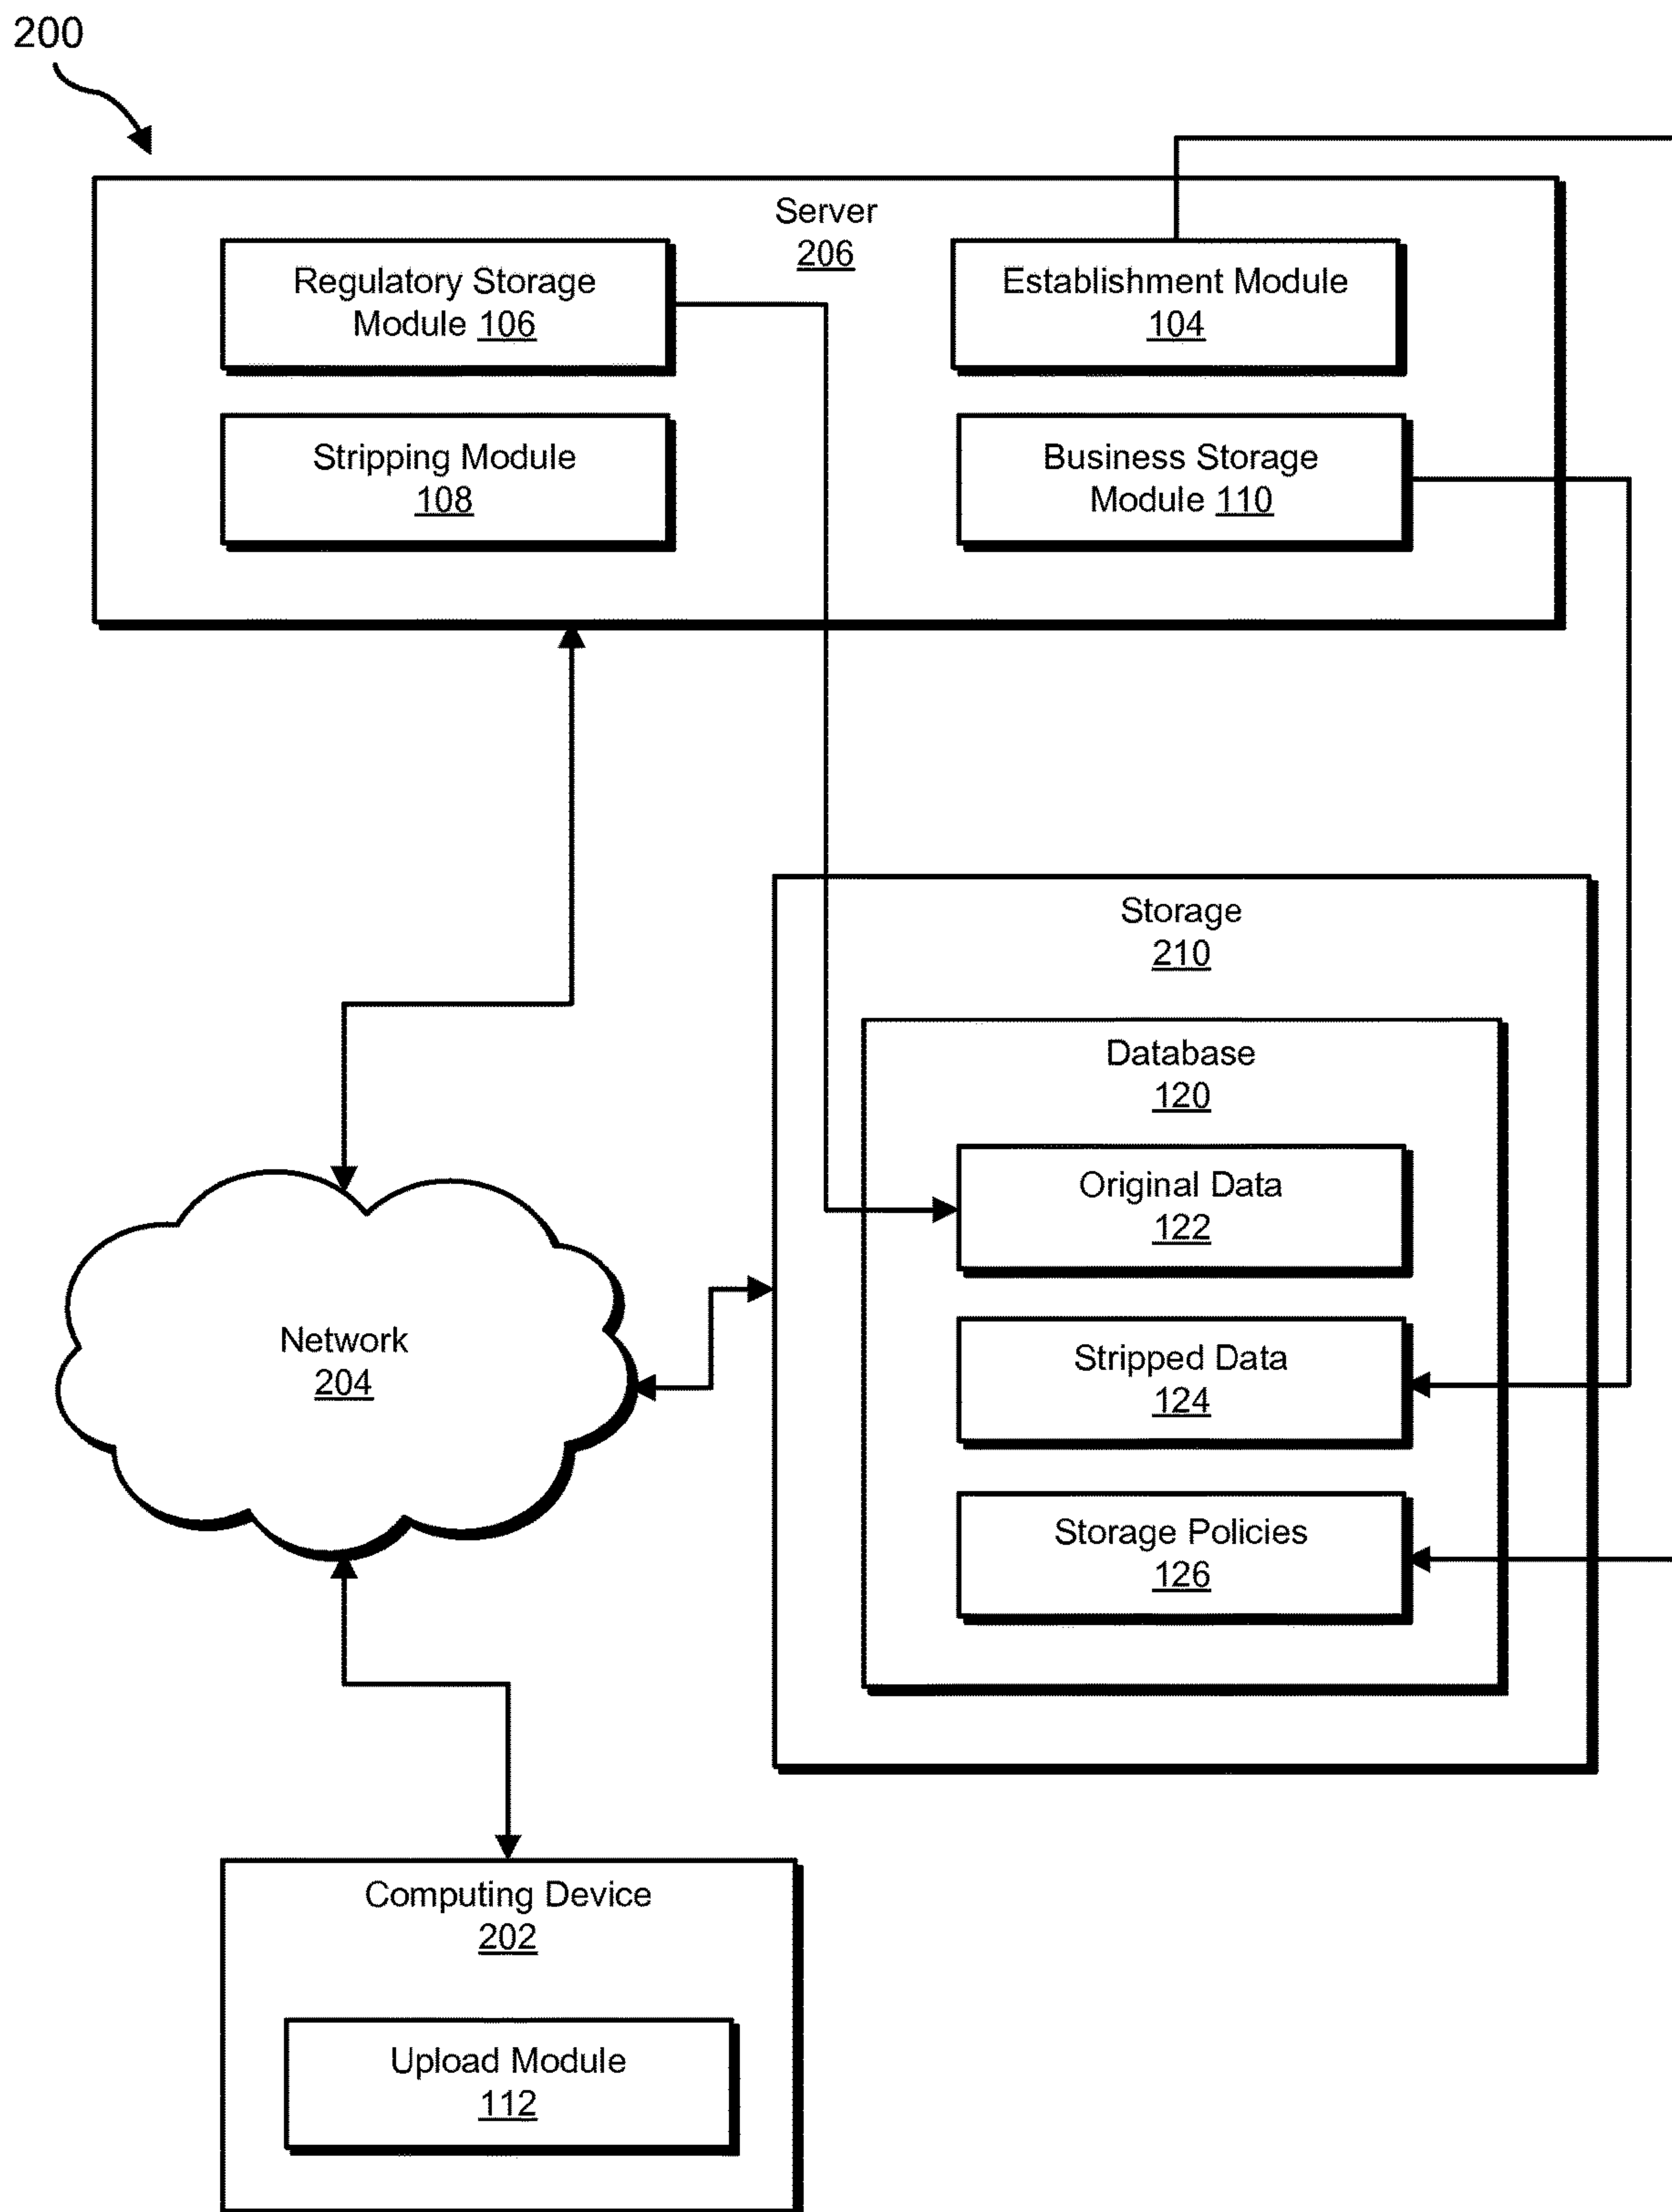 200
Server
206
Regulatory Storage
Module 106
Establishment Module
104
Stripping Module
108
Business Storage
Module 110
Storage
210
Database
120
Original Data
122
Stripped Data
124
Storage Policies
126
Network
204
Computing Device
202
Upload Module
112